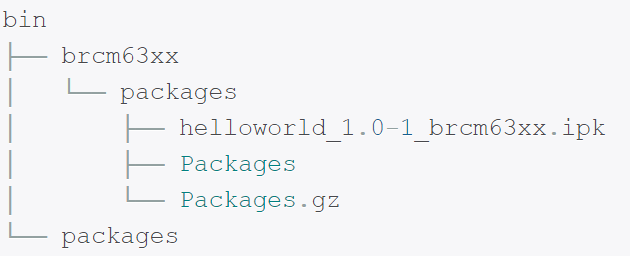 bin
├── brcm63xx
│   └── packages
│       ├── helloworld_1.0-1_brcm63xx.ipk
│       ├── Packages
│       └── Packages.gz
└── packages